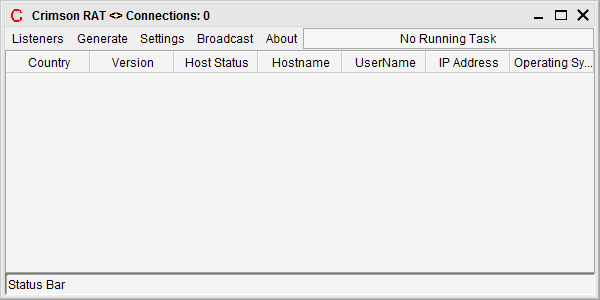 C Crimson RAT <> Connections: 0
Listeners Generate Settings Broadcast About No Running Task
Country Version Host Status Hostname UserName IP Address Operating Sy...
Status Bar